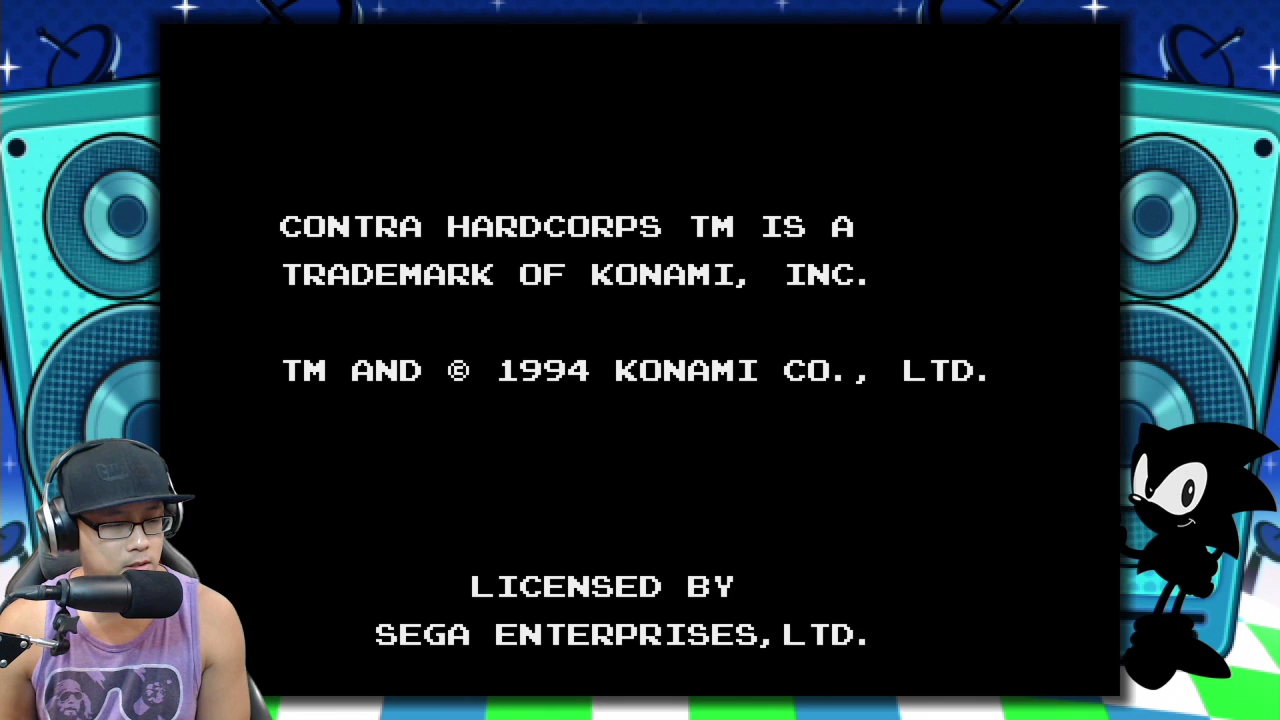 CONTRA HARDCORPS TM IS A
TRADEMARK OF KONAMI, INC.
TM AND © 1994 KONAMI CO., LTD.
LICENSED BY
SEGA ENTERPRISES,LTD.